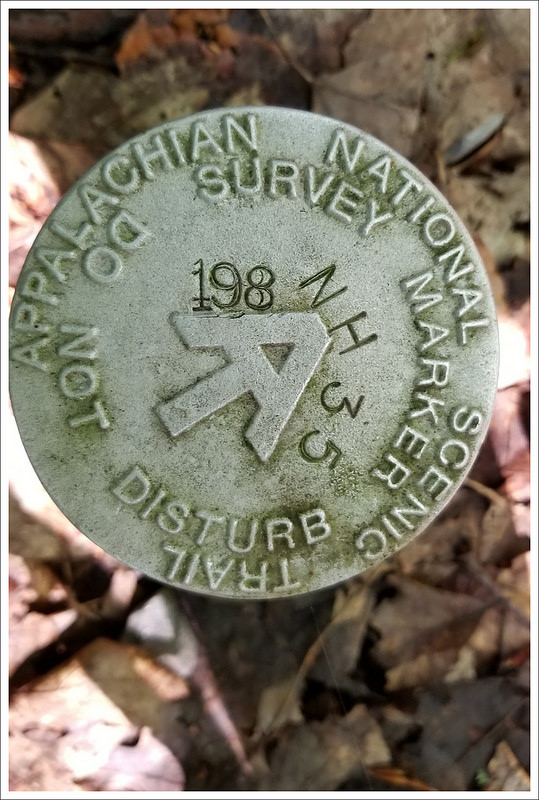 APPALACHIAN NATIONAL SCENIC TRAIL
SURVEY MARKER
DO NOT DISTURB
198
NH 35